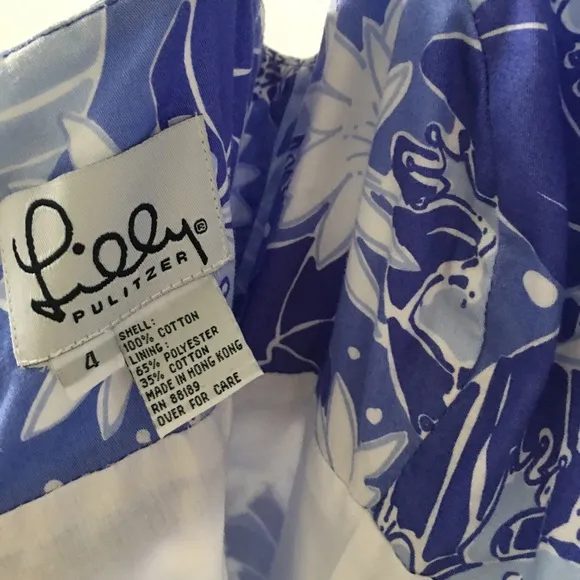 Lilly®
PULITZER
4
SHELL:
100% COTTON
LINING:
65% POLYESTER
35% COTTON
MADE IN HONG KONG
RN 88189
OVER FOR CARE